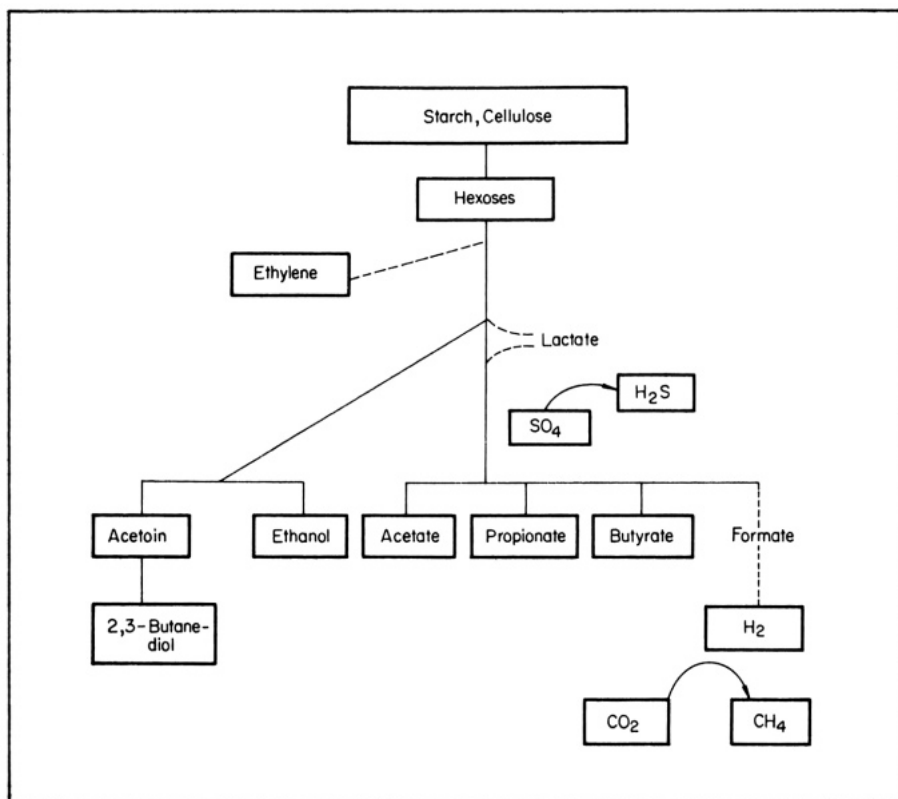 Starch, Cellulose
Hexoses
Ethylene
Lactate
H₂S
SO₄
Acetoin
Ethanol
Acetate
Propionate
Butyrate
Formate
2,3-Butane-
diol
H₂
CO₂
CH₄